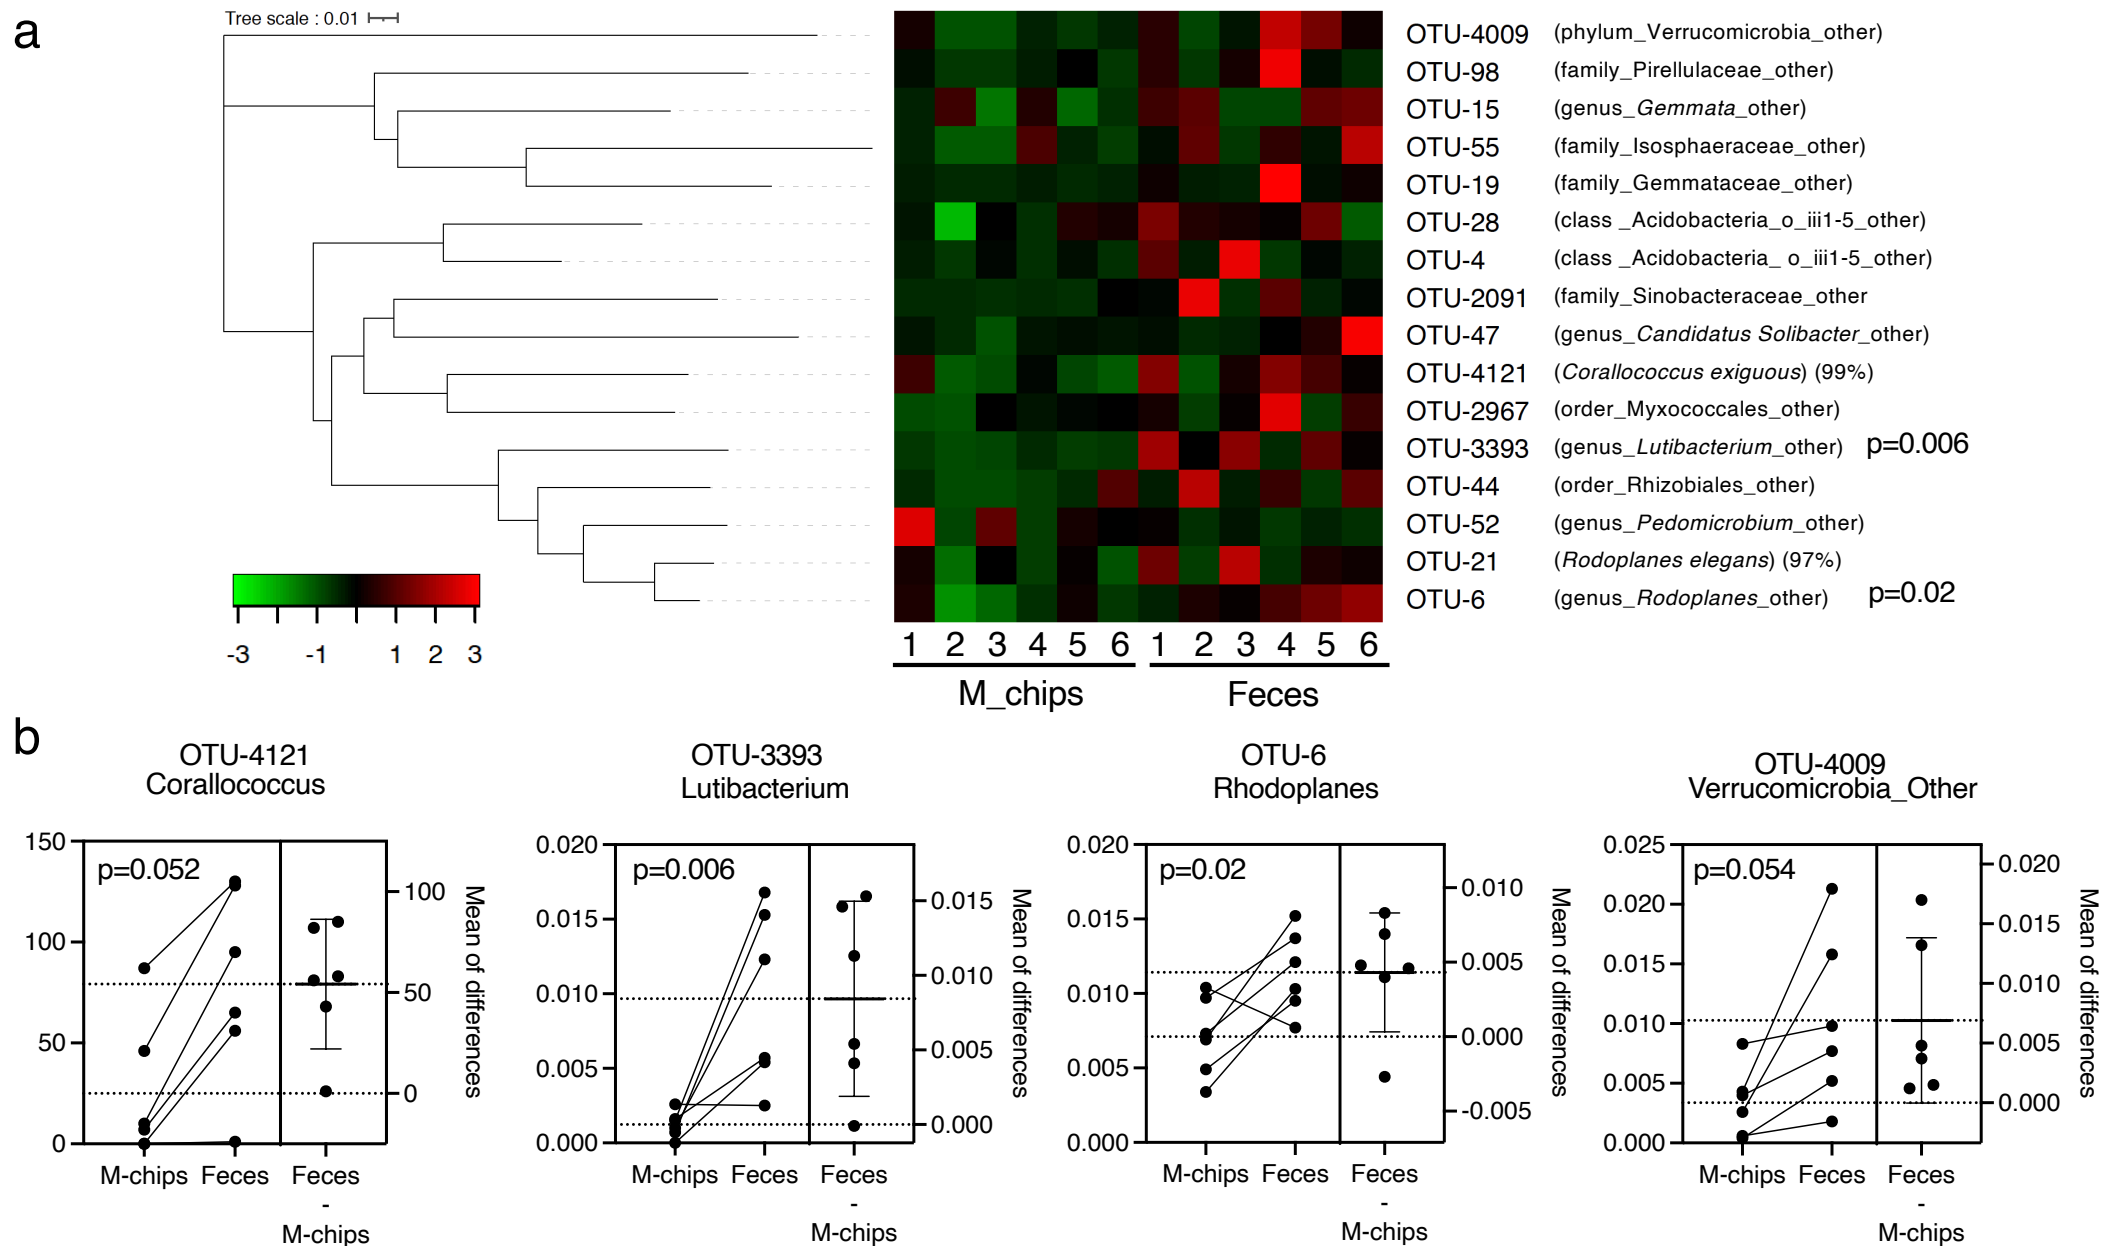 a
Tree scale : 0.01
OTU-4009 (phylum_Verrucomicrobia_other)
OTU-98 (family_Pirellulaceae_other)
OTU-15 (genus_Gemmata_other)
OTU-55 (family_Isosphaeraceae_other)
OTU-19 (family_Gemmataceae_other)
OTU-28 (class _Acidobacteria_o_iii1-5_other)
OTU-4 (class _Acidobacteria_ o_iii1-5_other)
OTU-2091 (family_Sinobacteraceae_other
OTU-47 (genus_Candidatus Solibacter_other)
OTU-4121 (Corallococcus exiguous) (99%)
OTU-2967 (order_Myxococcales_other)
OTU-3393 (genus_Lutibacterium_other) p=0.006
OTU-44 (order_Rhizobiales_other)
OTU-52 (genus_Pedomicrobium_other)
OTU-21 (Rodoplanes elegans) (97%)
OTU-6 (genus_Rodoplanes_other) p=0.02
-3 -1 1 2 3
1 2 3 4 5 6 1 2 3 4 5 6
M_chips Feces
b
OTU-4121
Corallococcus
150
100
50
0
p=0.052
100
50
0
Mean of differences
M-chips Feces Feces
-
M-chips
OTU-3393
Lutibacterium
0.020
0.015
0.010
0.005
0.000
p=0.006
0.015
0.010
0.005
0.000
Mean of differences
M-chips Feces Feces
-
M-chips
OTU-6
Rhodoplanes
0.020
0.015
0.010
0.005
0.000
p=0.02
0.010
0.005
0.000
-0.005
Mean of differences
M-chips Feces Feces
-
M-chips
OTU-4009
Verrucomicrobia_Other
0.025
0.020
0.015
0.010
0.005
0.000
p=0.054
0.020
0.015
0.010
0.005
0.000
Mean of differences
M-chips Feces Feces
-
M-chips